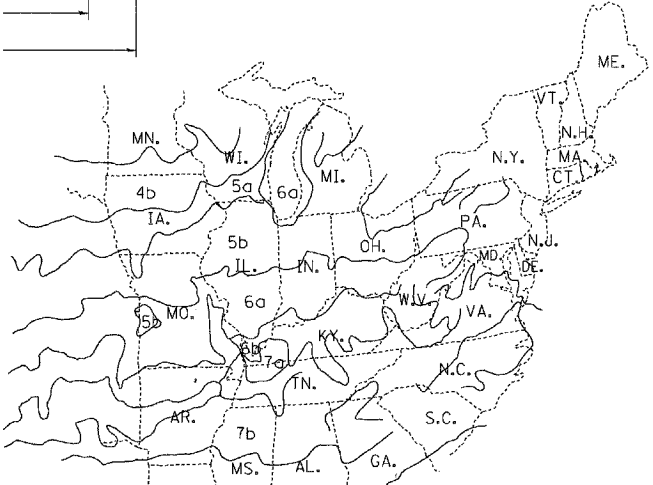 ME.
VT.
MN.
N.H.
WI.
N.Y.
MA.
MI.
CT.
4b
5a
6a
IA.
PA.
5b
OH.
N.J.
IL.
IN.
MD.
DE.
6a
W.V.
MO.
VA.
5b
KY.
6b
7a
N.C.
TN.
AR.
S.C.
7b
MS.
AL.
GA.